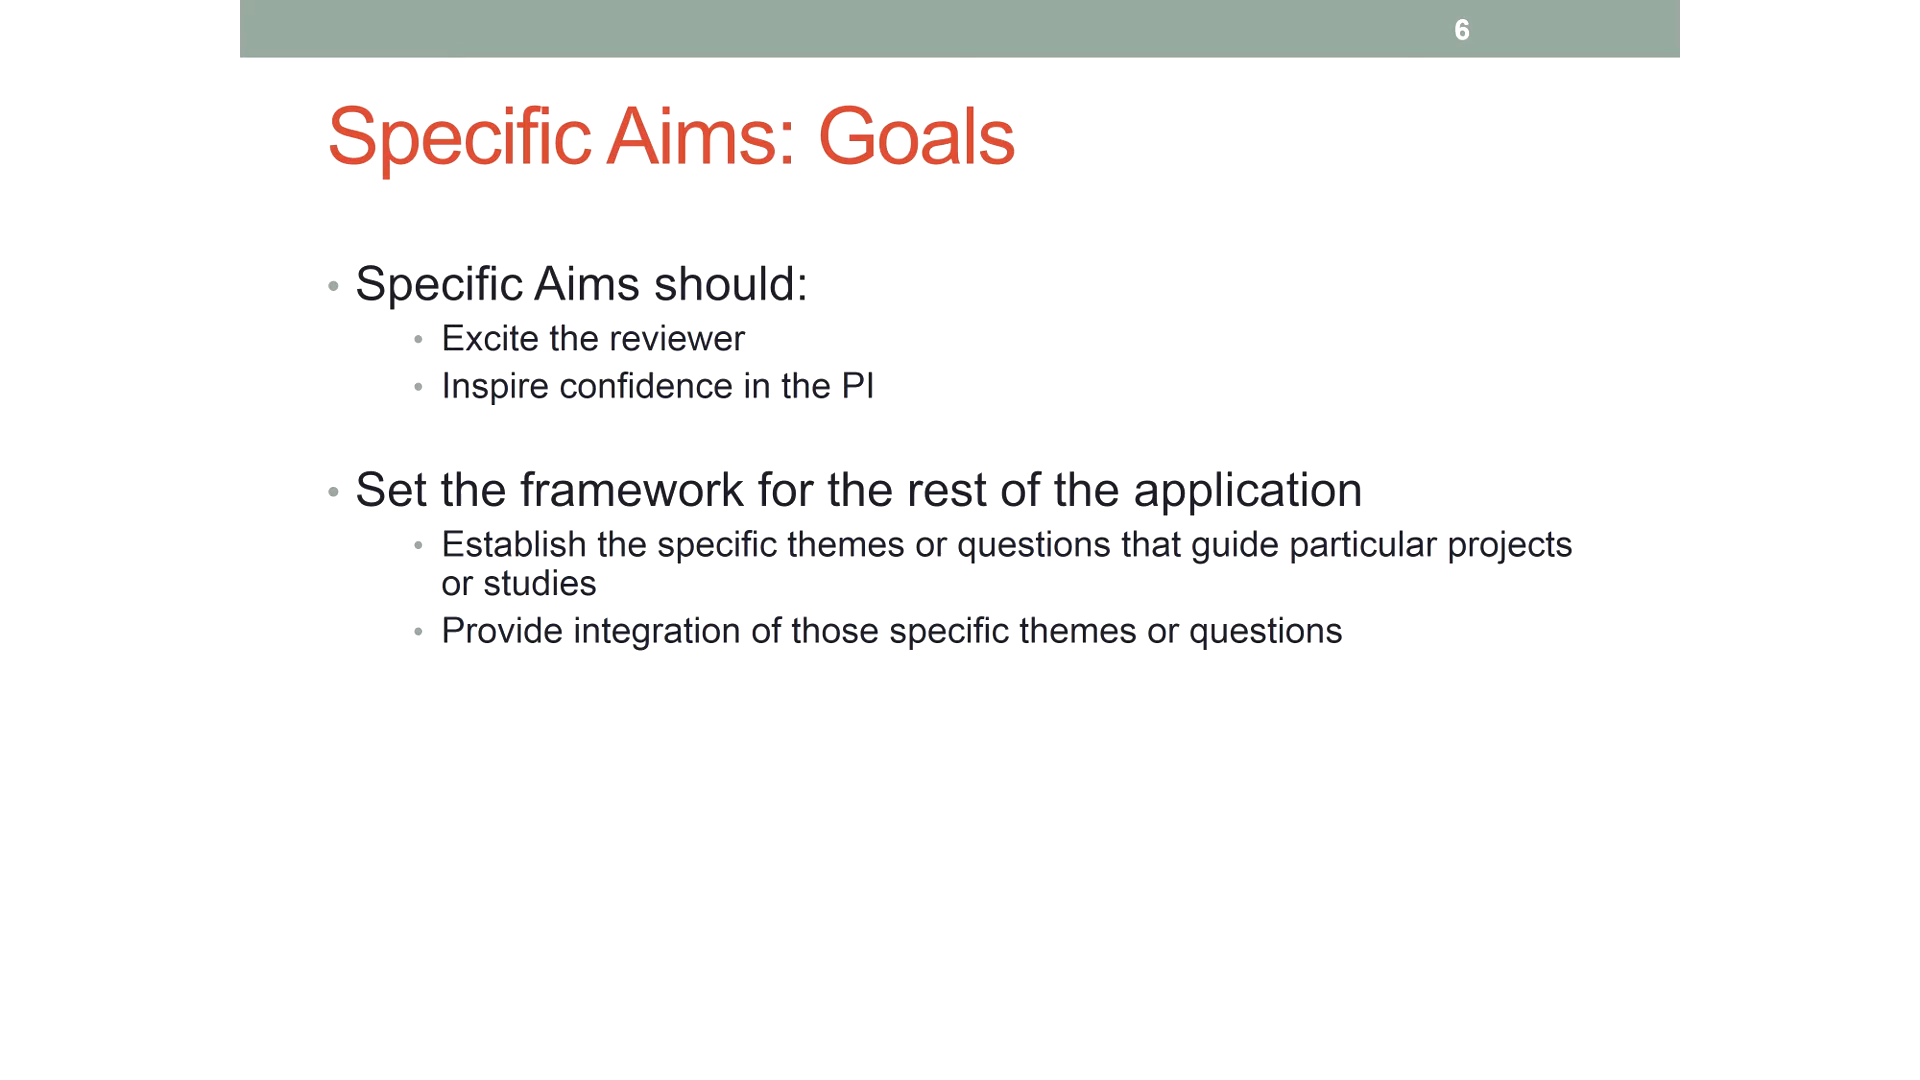 6
Specific Aims: Goals
• Specific Aims should:
• Excite the reviewer
• Inspire confidence in the PI
• Set the framework for the rest of the application
• Establish the specific themes or questions that guide particular projects
or studies
• Provide integration of those specific themes or questions